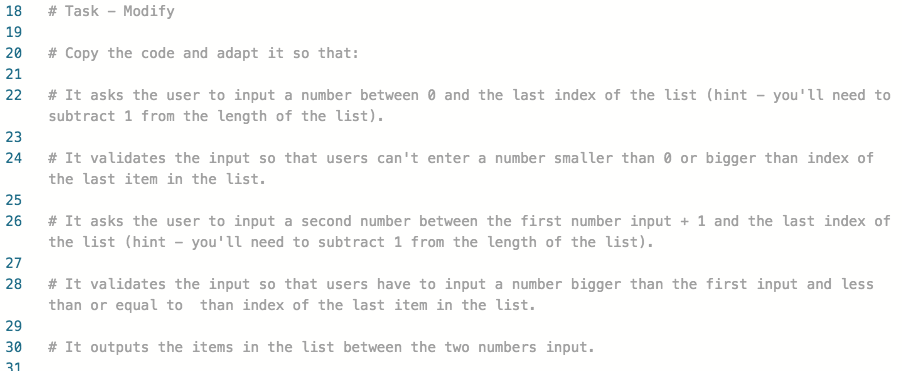 18 # Task - Modify
19
20 # Copy the code and adapt it so that:
21
22 # It asks the user to input a number between 0 and the last index of the list (hint - you'll need to
subtract 1 from the length of the list).
23
24 # It validates the input so that users can't enter a number smaller than 0 or bigger than index of
the last item in the list.
25
26 # It asks the user to input a second number between the first number input + 1 and the last index of
the list (hint - you'll need to subtract 1 from the length of the list).
27
28 # It validates the input so that users have to input a number bigger than the first input and less
than or equal to  than index of the last item in the list.
29
30 # It outputs the items in the list between the two numbers input.
31